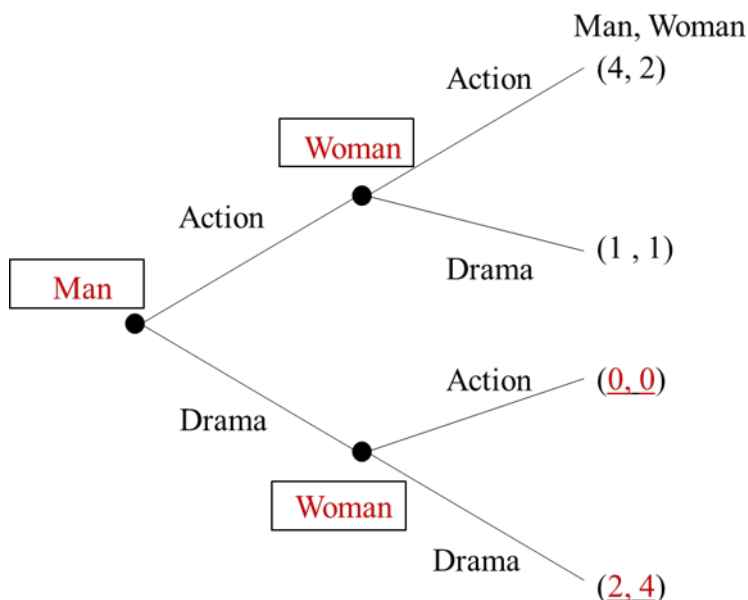 Man, Woman
Action
(4, 2)
Woman
Action
(1 , 1)
Drama
Man
Action
(0, 0)
Drama
Woman
Drama
(2, 4)